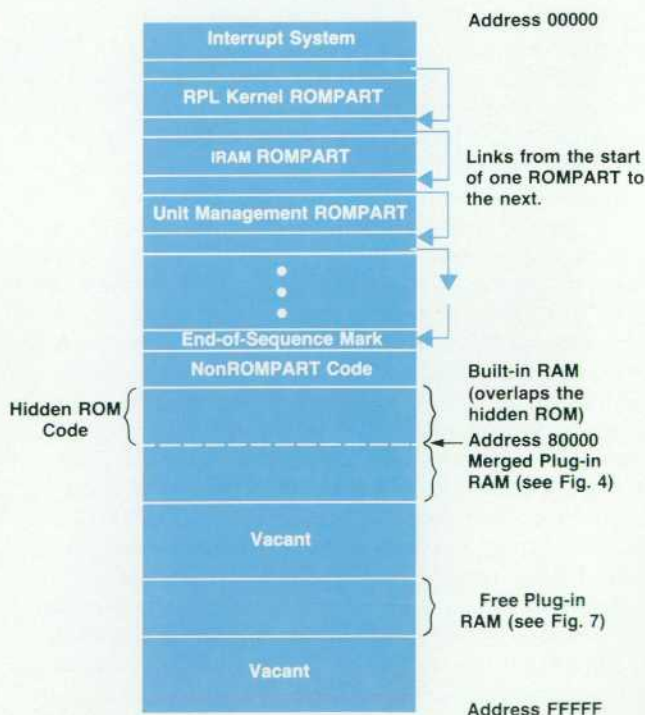 Address 00000
Interrupt System
RPL Kernel ROMPART
IRAM ROMPART
Links from the start
of one ROMPART to
the next.
Unit Management ROMPART
End-of-Sequence Mark
NonROMPART Code
Hidden ROM
Code
Built-in RAM
(overlaps the
hidden ROM)
Address 80000
Merged Plug-in
RAM (see Fig. 4)
Vacant
Free Plug-in
RAM (see Fig. 7)
Vacant
Address FFFFF